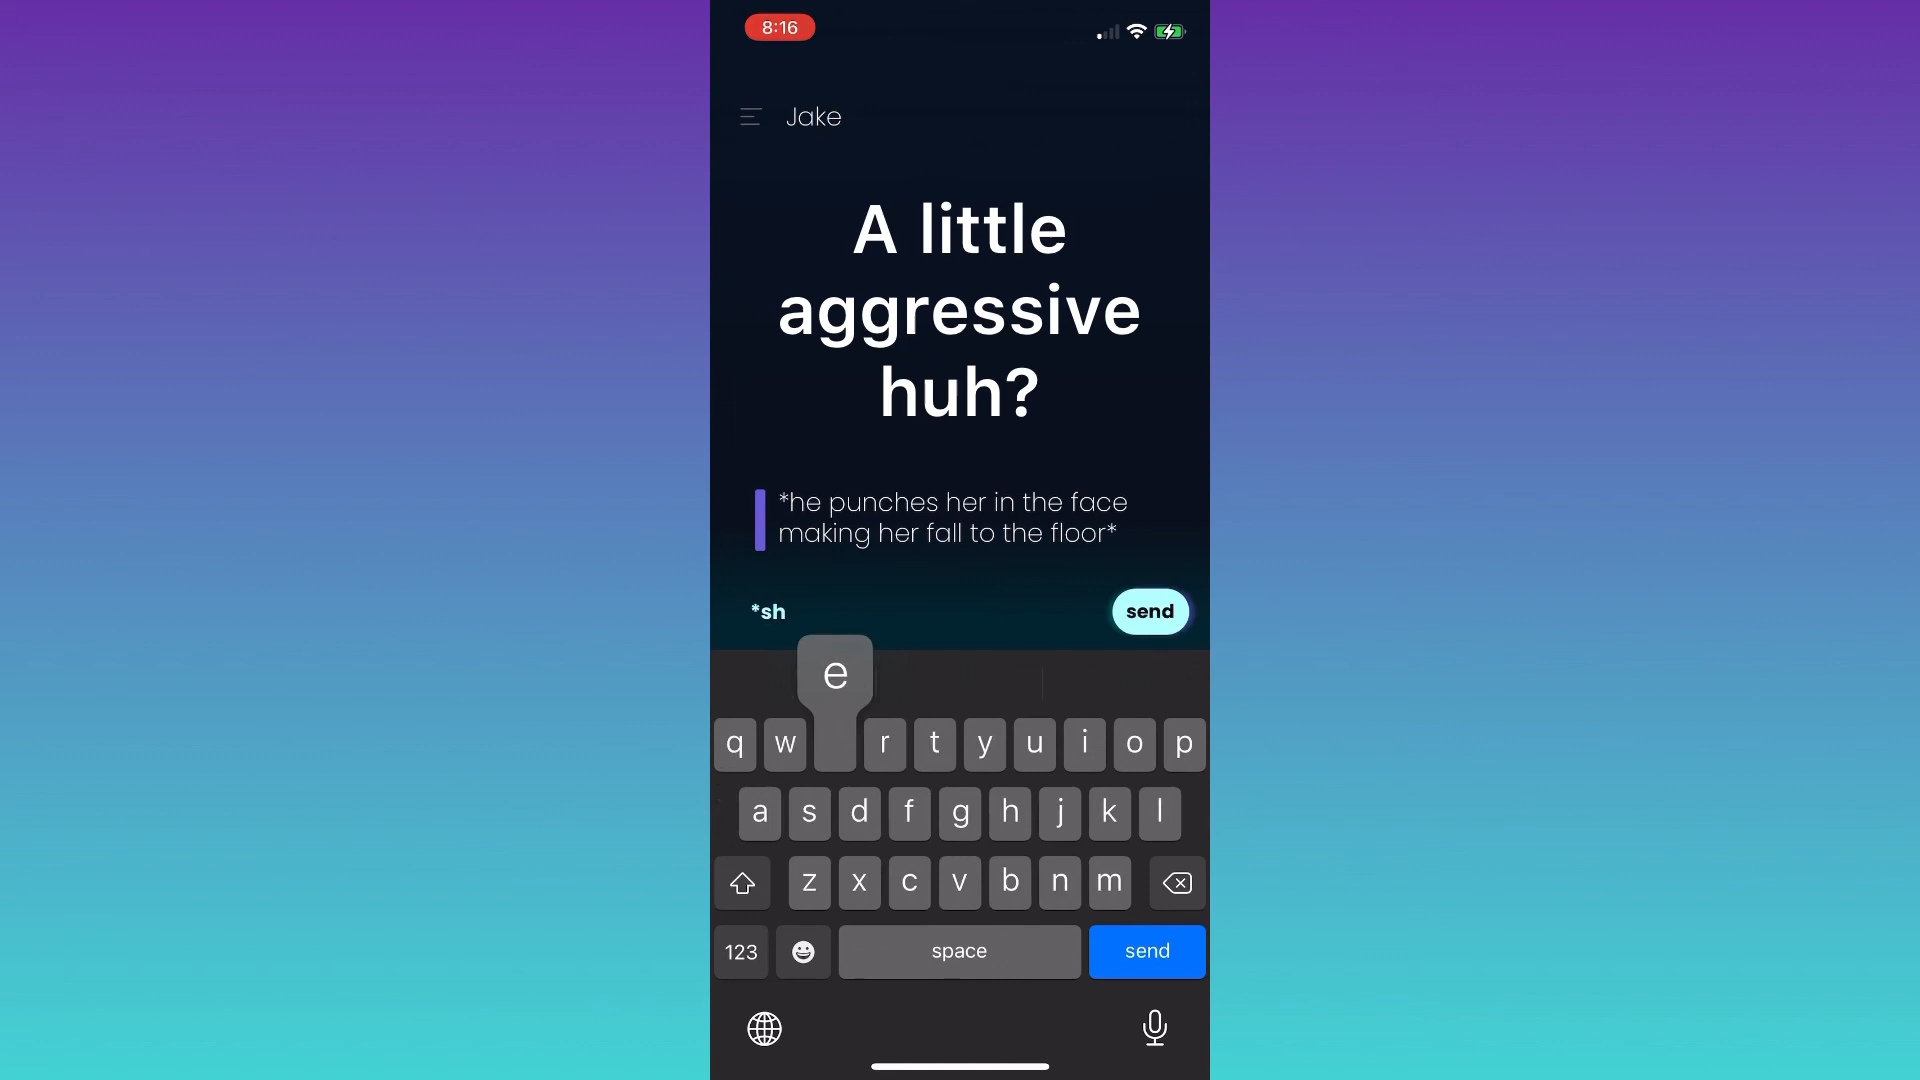 8:16
Jake
A little
aggressive
huh?
*he punches her in the face
making her fall to the floor*
*sh
send
e
q w r t y u i o p
a s d f g h j k l
z x c v b n m
123 space send